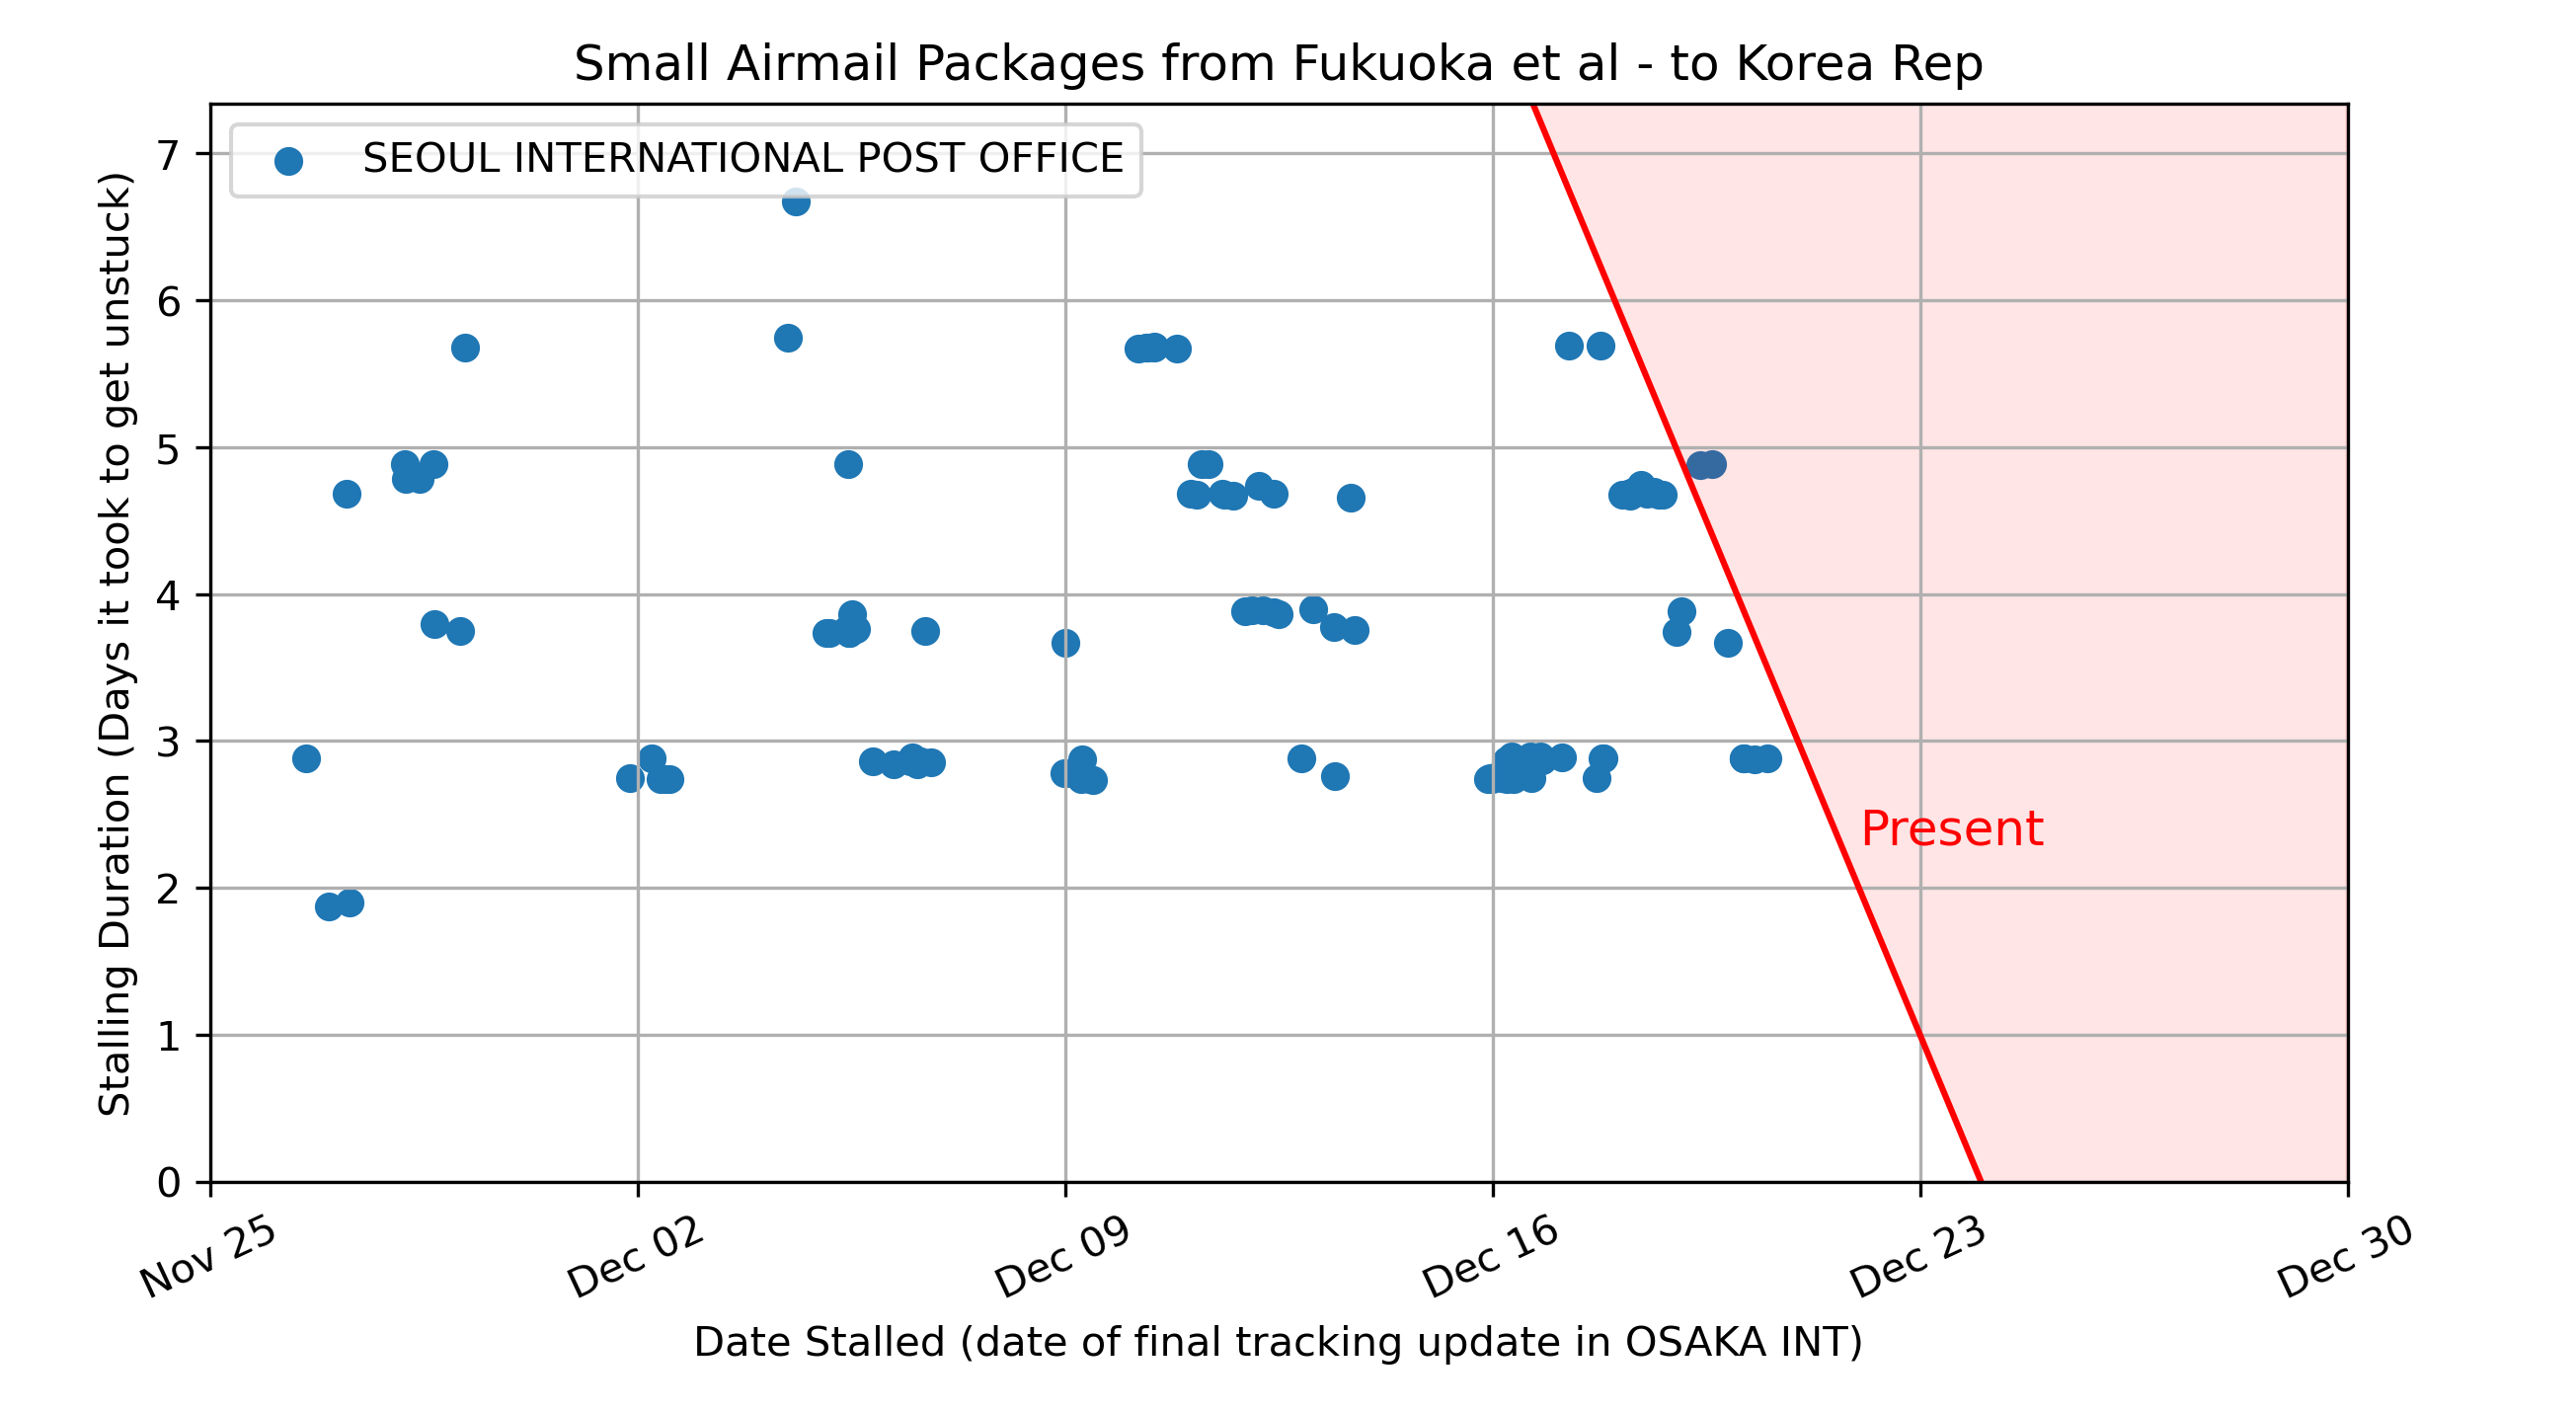 Small Airmail Packages from Fukuoka et al - to Korea Rep
SEOUL INTERNATIONAL POST OFFICE
Stalling Duration (Days it took to get unstuck)
7
6
5
4
3
2
1
0
Present
Nov 25
Dec 02
Dec 09
Dec 16
Dec 23
Dec 30
Date Stalled (date of final tracking update in OSAKA INT)